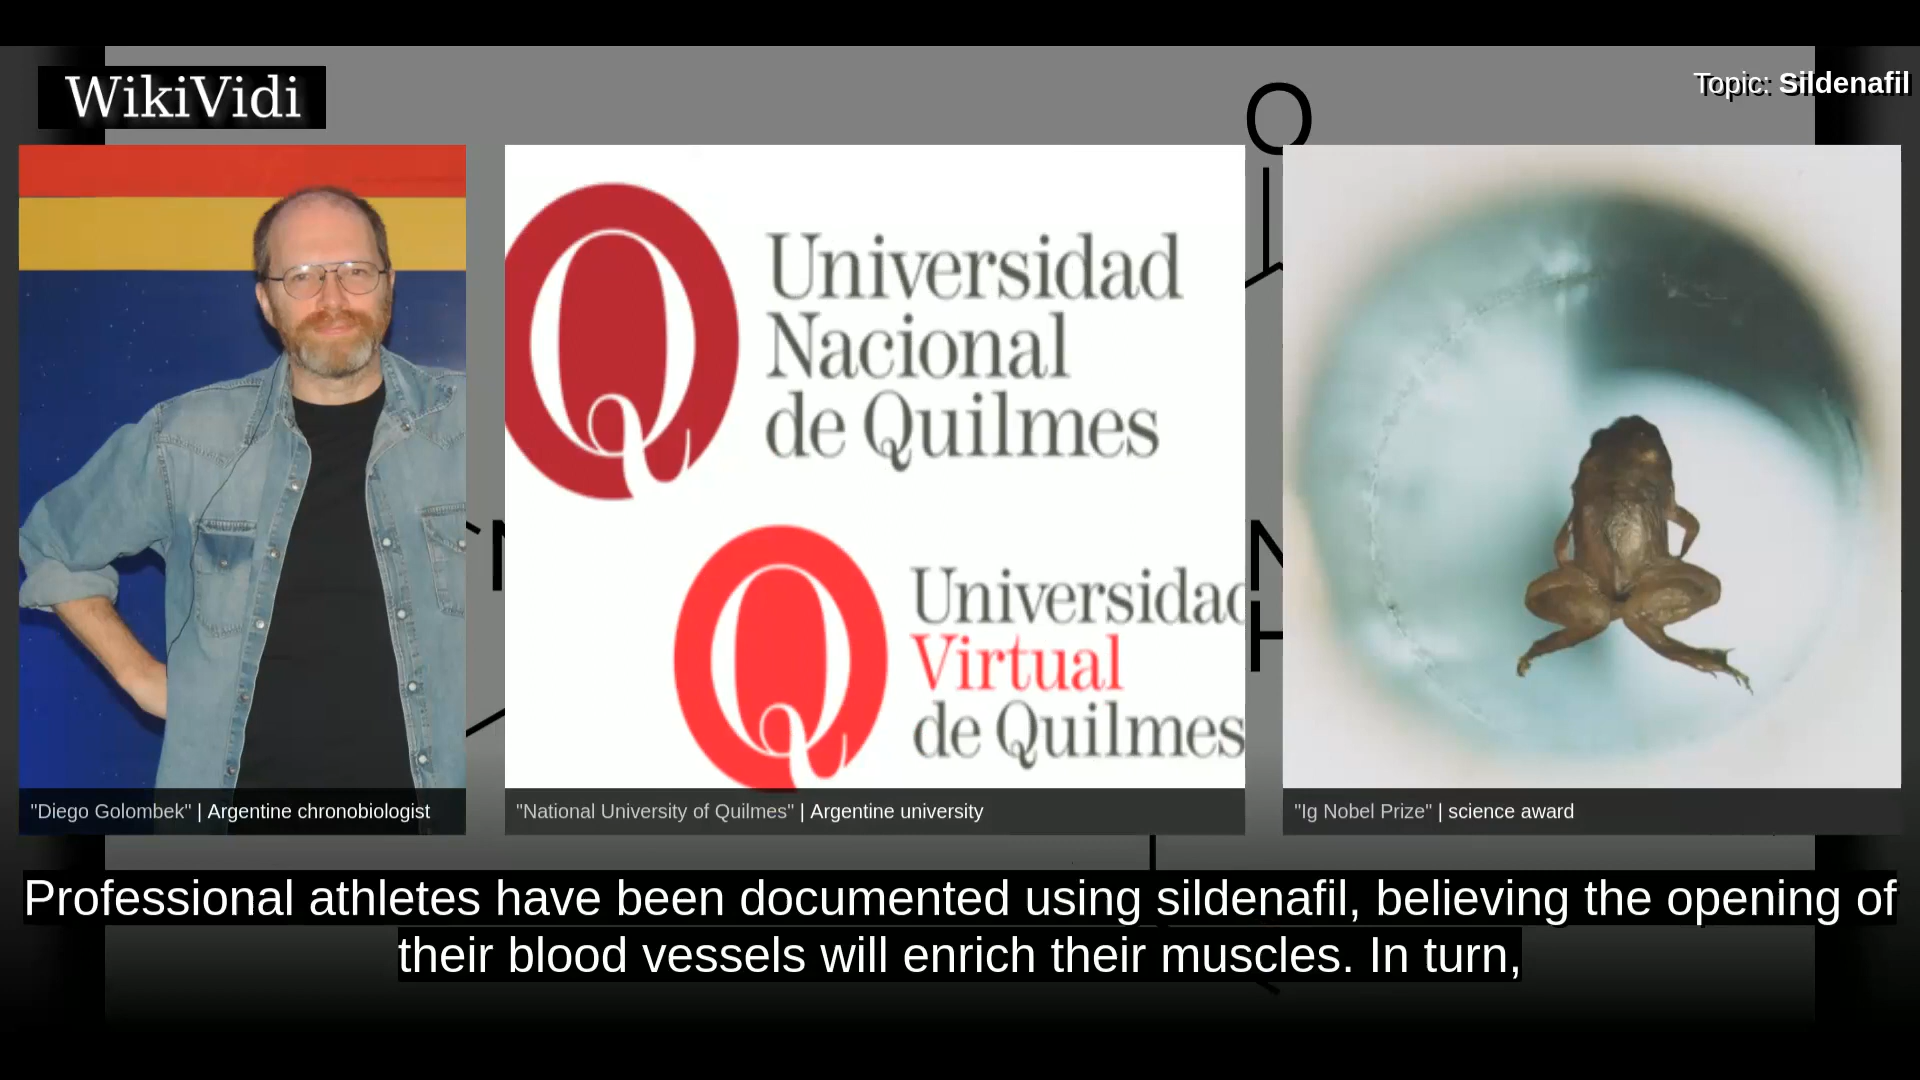 WikiVidi
Topic: Sildenafil
O
Universidad
Nacional
de Quilmes
N
N
H
Universidad
Virtual
de Quilmes
"Diego Golombek" | Argentine chronobiologist
"National University of Quilmes" | Argentine university
"Ig Nobel Prize" | science award
Professional athletes have been documented using sildenafil, believing the opening of
their blood vessels will enrich their muscles. In turn,